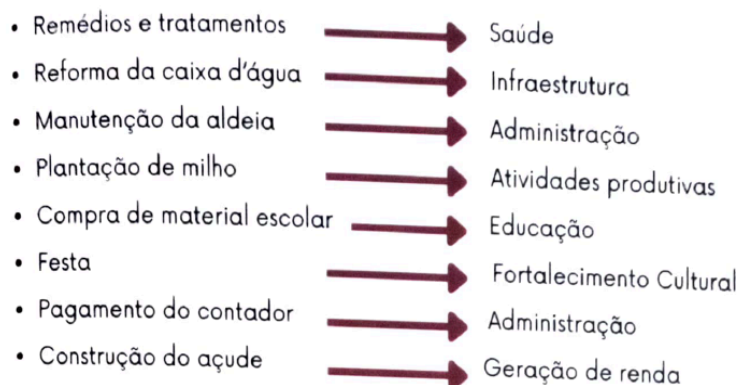 • Remédios e tratamentos Saúde
• Reforma da caixa d'água Infraestrutura
• Manutenção da aldeia Administração
• Plantação de milho Atividades produtivas
• Compra de material escolar Educação
• Festa Fortalecimento Cultural
• Pagamento do contador Administração
• Construção do açude Geração de renda